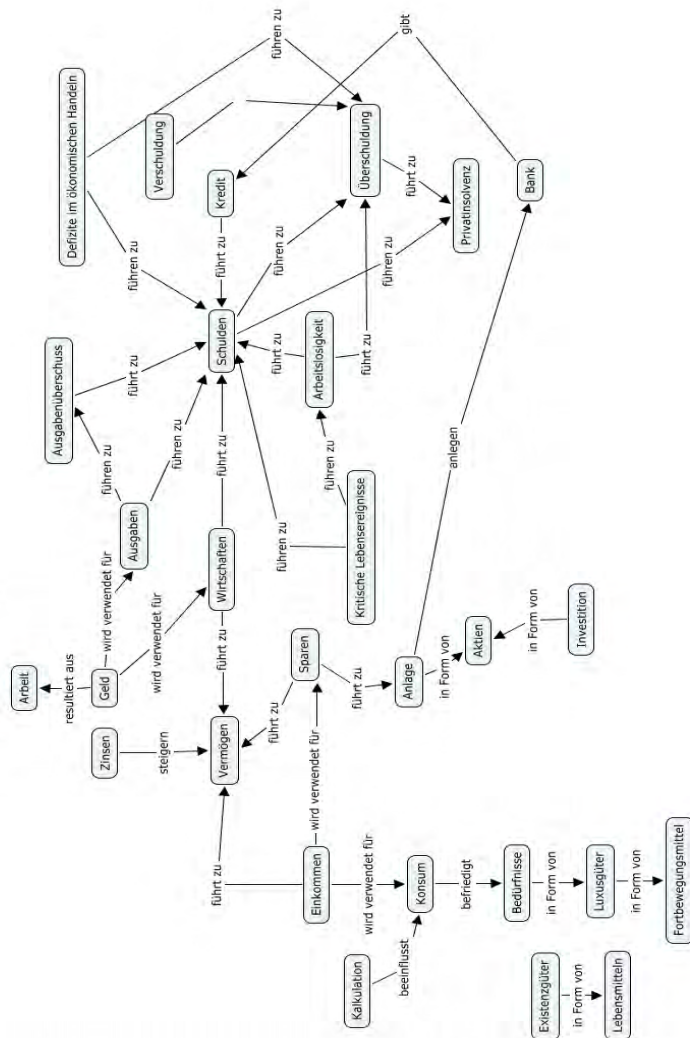 Defizite im ökonomischen Handeln
führen zu
führen zu
Verschuldung
Ausgabenüberschuss
führt zu
Kredit
führt zu
gibt
Überschuldung
führt zu
Privatinsolvenz
Bank
Schulden
führen zu
führen zu
Arbeitslosigkeit
führt zu
führt zu
Ausgaben
führen zu
führen zu
Wirtschaften
führt zu
führt zu
Kritische Lebensereignisse
führen zu
führen zu
Arbeit
resultiert aus
Geld
wird verwendet für
wird verwendet für
Zinsen
steigern
Vermögen
Sparen
führt zu
führt zu
Anlage
anlegen
in Form von
Aktien
in Form von
Investition
Einkommen
führt zu
wird verwendet für
wird verwendet für
Konsum
Kalkulation
beeinflusst
befriedigt
Bedürfnisse
in Form von
Luxusgüter
in Form von
Fortbewegungsmittel
Existenzgüter
in Form von
Lebensmitteln